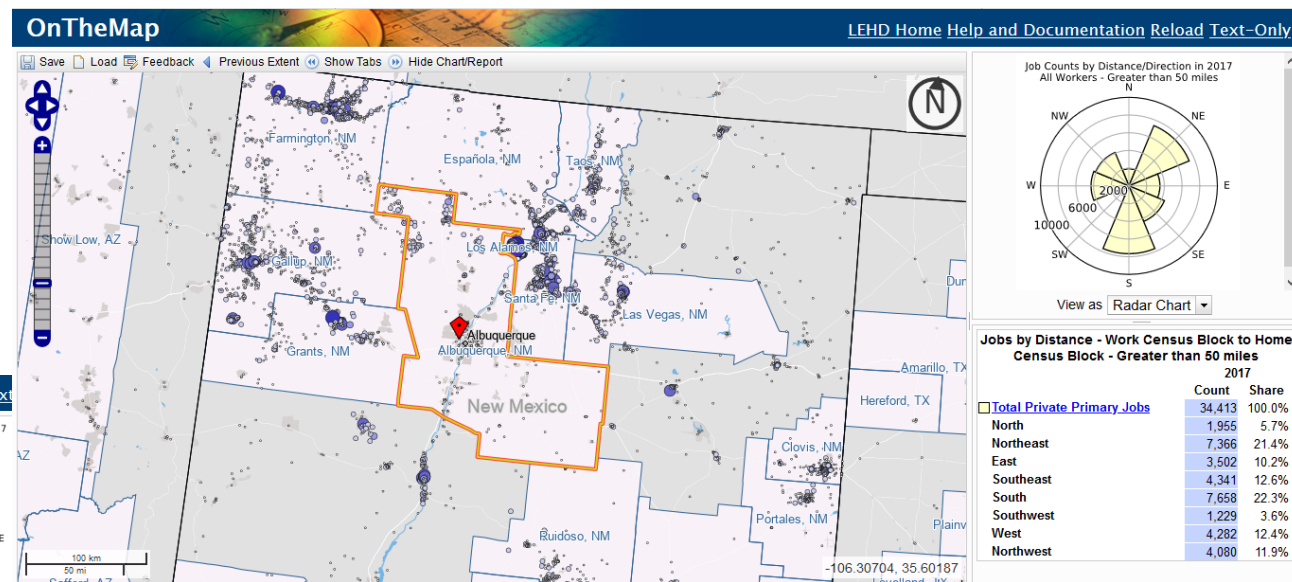 OnTheMap
LEHD Home Help and Documentation Reload Text-Only
Save Load Feedback Previous Extent Show Tabs Hide Chart/Report
N
Farmington, NM
Española, NM
Taos, NM
Show Low, AZ
Los Alamos, NM
Gallup, NM
Santa Fe, NM
Dur
Las Vegas, NM
Albuquerque
Albuquerque, NM
Grants, NM
Amarillo, TX
Hereford, TX
New Mexico
Clovis, NM
AZ
Portales, NM
Plainv
Ruidoso, NM
100 km
50 mi
-106.30704, 35.60187
Job Counts by Distance/Direction in 2017
All Workers - Greater than 50 miles
N
NW NE
W E
2000
6000
10000
SW SE
S
View as Radar Chart
Jobs by Distance - Work Census Block to Home
Census Block - Greater than 50 miles
2017
Count Share
Total Private Primary Jobs 34,413 100.0%
North 1,955 5.7%
Northeast 7,366 21.4%
East 3,502 10.2%
Southeast 4,341 12.6%
South 7,658 22.3%
Southwest 1,229 3.6%
West 4,282 12.4%
Northwest 4,080 11.9%